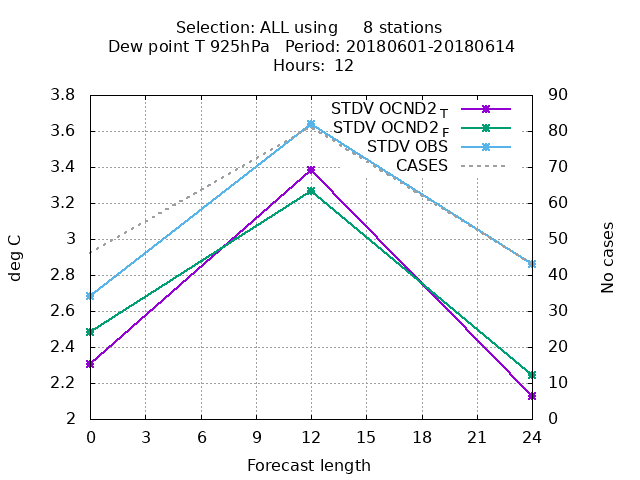 Selection: ALL using     8 stations
Dew point T 925hPa   Period: 20180601-20180614
Hours:  12
3.8
3.6
3.4
3.2
3
2.8
2.6
2.4
2.2
2
90
80
70
60
50
40
30
20
10
0
STDV OCND2 T
STDV OCND2 F
STDV OBS
CASES
deg C
No cases
0 3 6 9 12 15 18 21 24
Forecast length